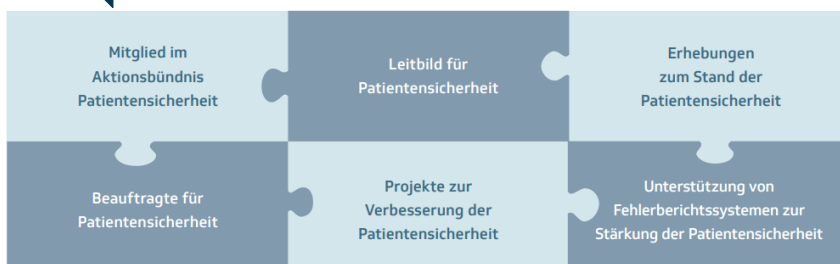 Mitglied im
Aktionsbündnis
Patientensicherheit
Leitbild für
Patientensicherheit
Erhebungen
zum Stand der
Patientensicherheit
Beauftragte für
Patientensicherheit
Projekte zur
Verbesserung der
Patientensicherheit
Unterstützung von
Fehlerberichtssystemen zur
Stärkung der Patientensicherheit